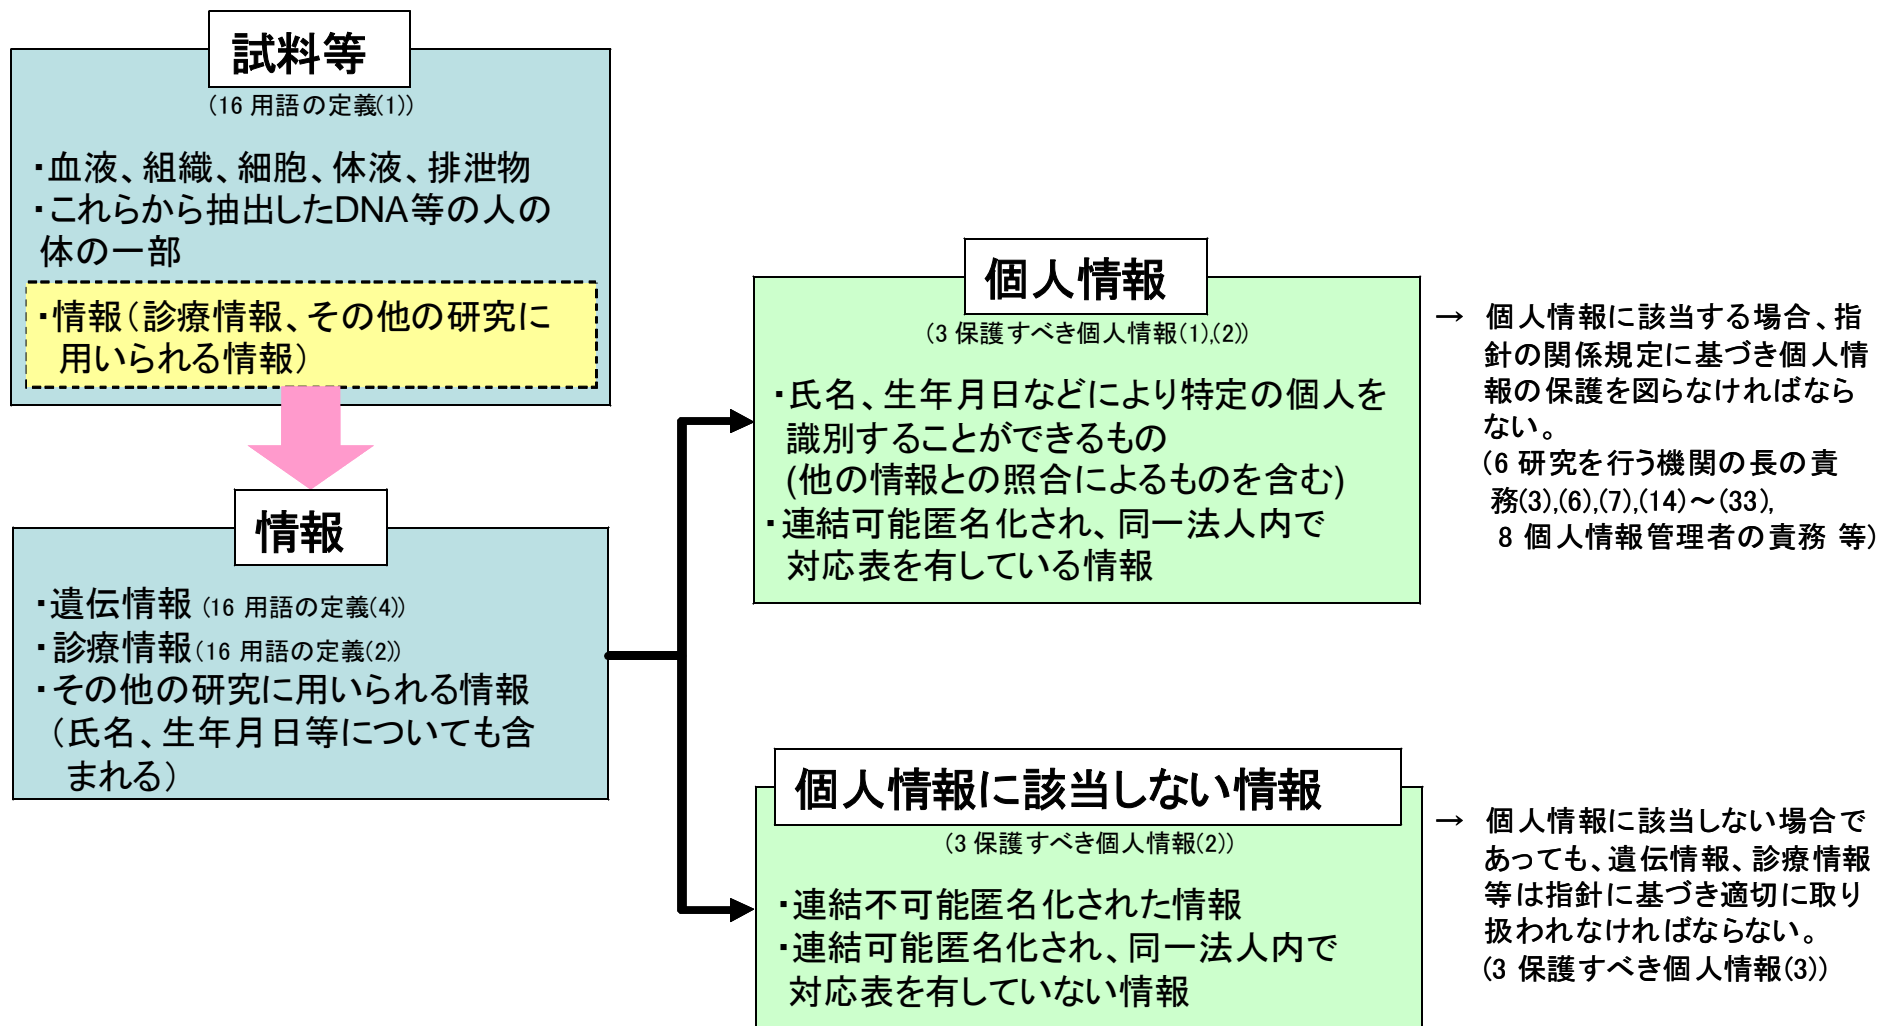 試料等
(16 用語の定義(1))
・血液、組織、細胞、体液、排泄物
・これらから抽出したDNA等の人の
体の一部
・情報(診療情報、その他の研究に
用いられる情報)
情報
・遺伝情報 (16 用語の定義(4))
・診療情報(16 用語の定義(2))
・その他の研究に用いられる情報
(氏名、生年月日等についても含
まれる)
個人情報
(3 保護すべき個人情報(1),(2))
・氏名、生年月日などにより特定の個人を
識別することができるもの
(他の情報との照合によるものを含む)
・連結可能匿名化され、同一法人内で
対応表を有している情報
→ 個人情報に該当する場合、指
針の関係規定に基づき個人情
報の保護を図らなければなら
ない。
(6 研究を行う機関の長の責
務(3),(6),(7),(14)~(33),
8 個人情報管理者の責務 等)
個人情報に該当しない情報
(3 保護すべき個人情報(2))
・連結不可能匿名化された情報
・連結可能匿名化され、同一法人内で
対応表を有していない情報
→ 個人情報に該当しない場合で
あっても、遺伝情報、診療情報
等は指針に基づき適切に取り
扱われなければならない。
(3 保護すべき個人情報(3))